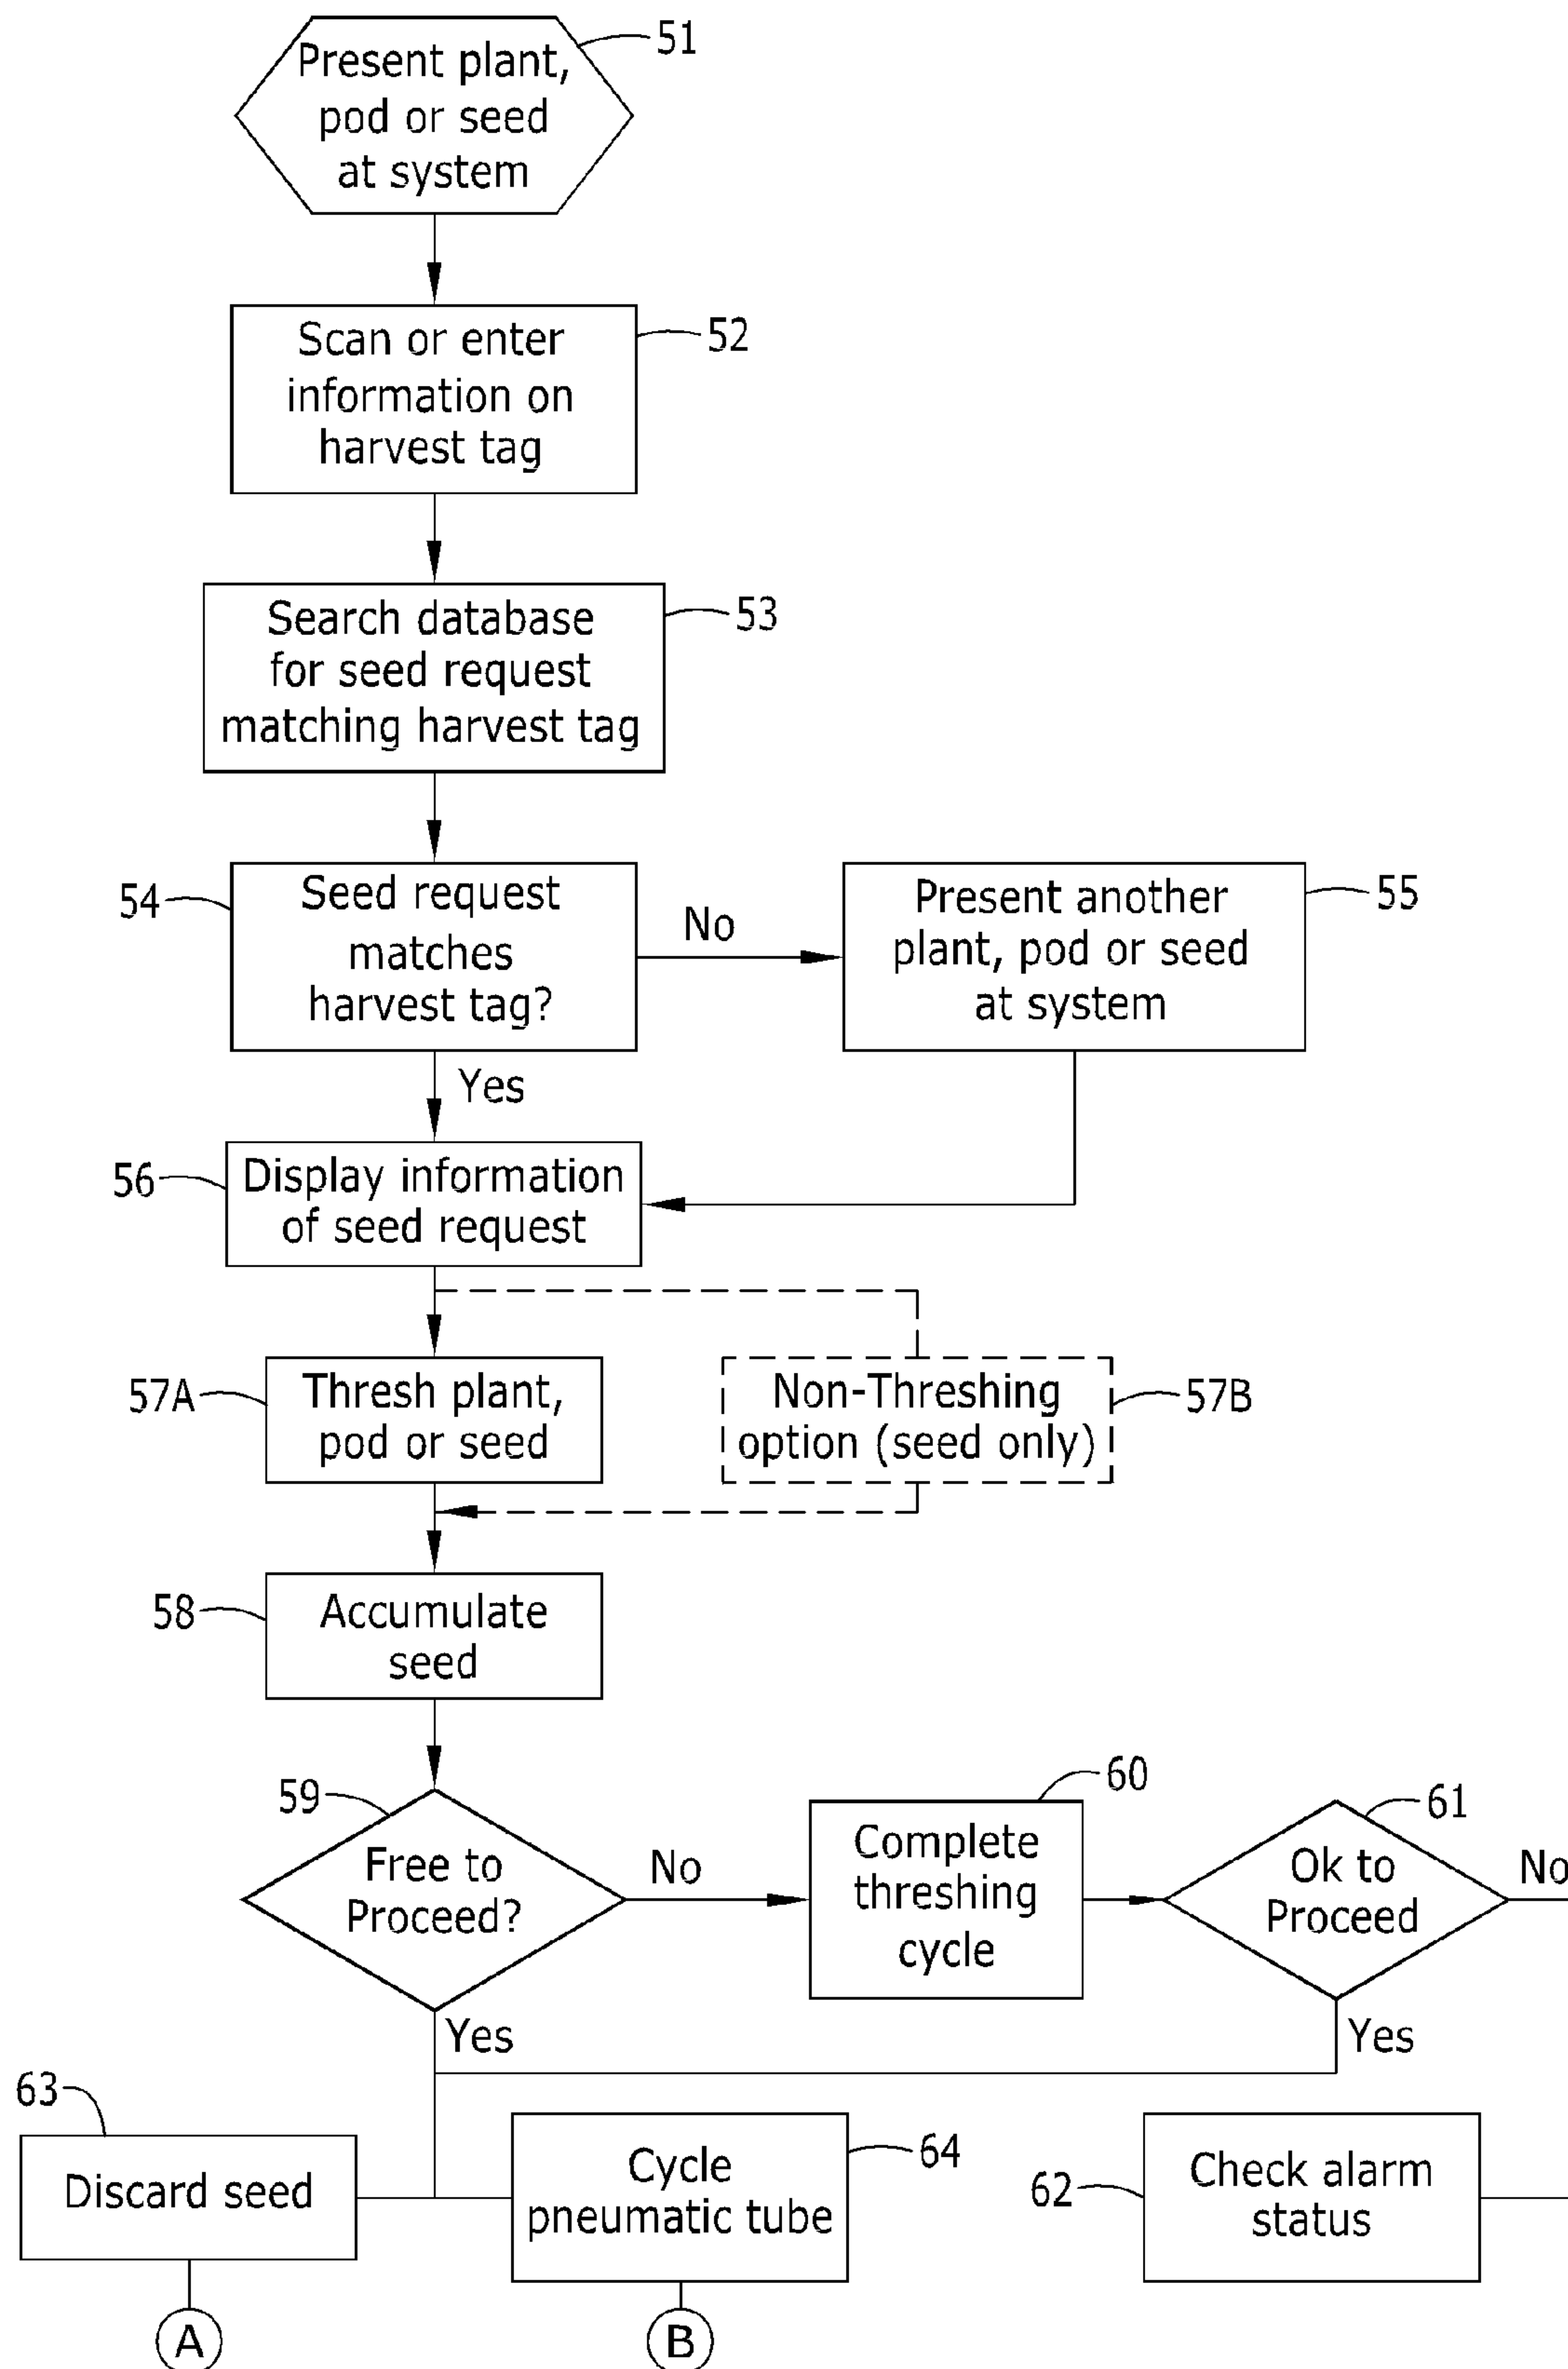 Present plant,
pod or seed
at system
51
Scan or enter
information on
harvest tag
52
Search database
for seed request
matching harvest tag
53
54
Seed request
matches
harvest tag?
No
Present another
plant, pod or seed
at system
55
Yes
56
Display information
of seed request
57A
Thresh plant,
pod or seed
Non-Threshing
option (seed only)
57B
58
Accumulate
seed
59
Free to
Proceed?
No
60
Complete
threshing
cycle
61
Ok to
Proceed
No
Yes
Yes
63
Discard seed
Cycle
pneumatic tube
64
62
Check alarm
status
A
B